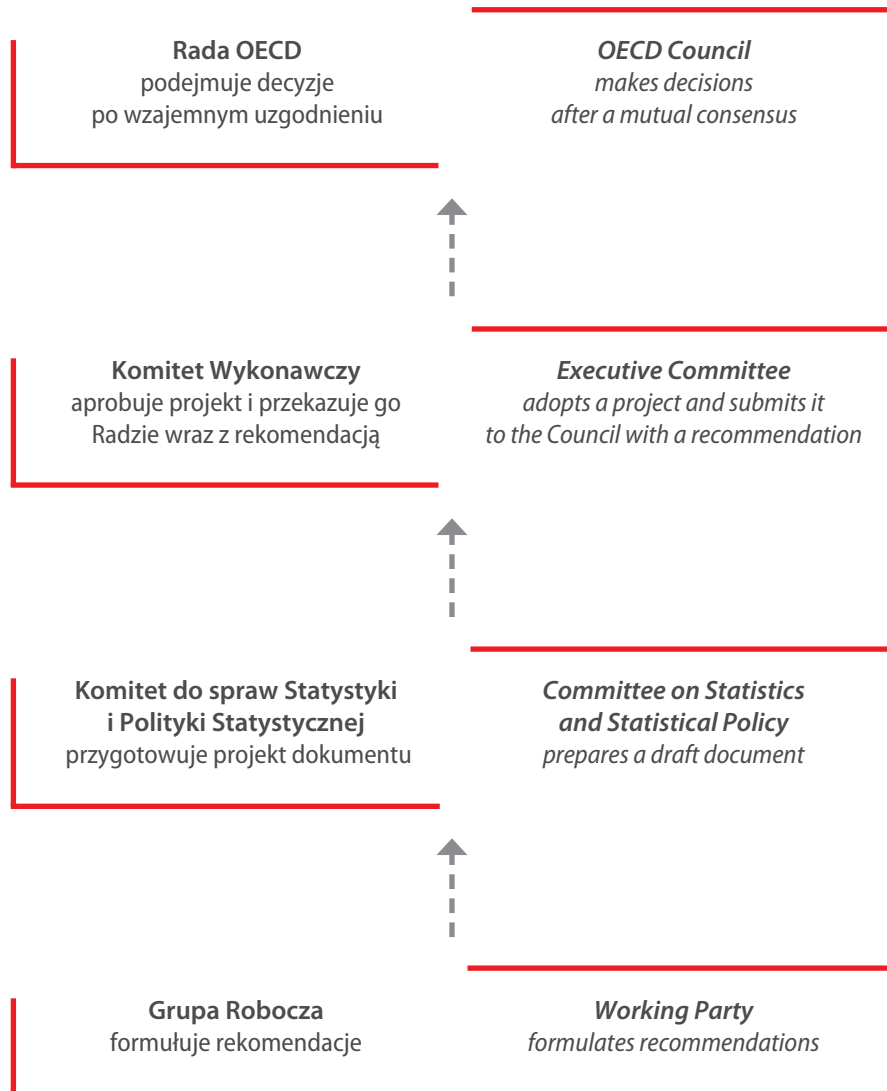 Rada OECD
podejmuje decyzje
po wzajemnym uzgodnieniu
OECD Council
makes decisions
after a mutual consensus
Komitet Wykonawczy
aprobuje projekt i przekazuje go
Radzie wraz z rekomendacją
Executive Committee
adopts a project and submits it
to the Council with a recommendation
Komitet do spraw Statystyki
i Polityki Statystycznej
przygotowuje projekt dokumentu
Committee on Statistics
and Statistical Policy
prepares a draft document
Grupa Robocza
formułuje rekomendacje
Working Party
formulates recommendations